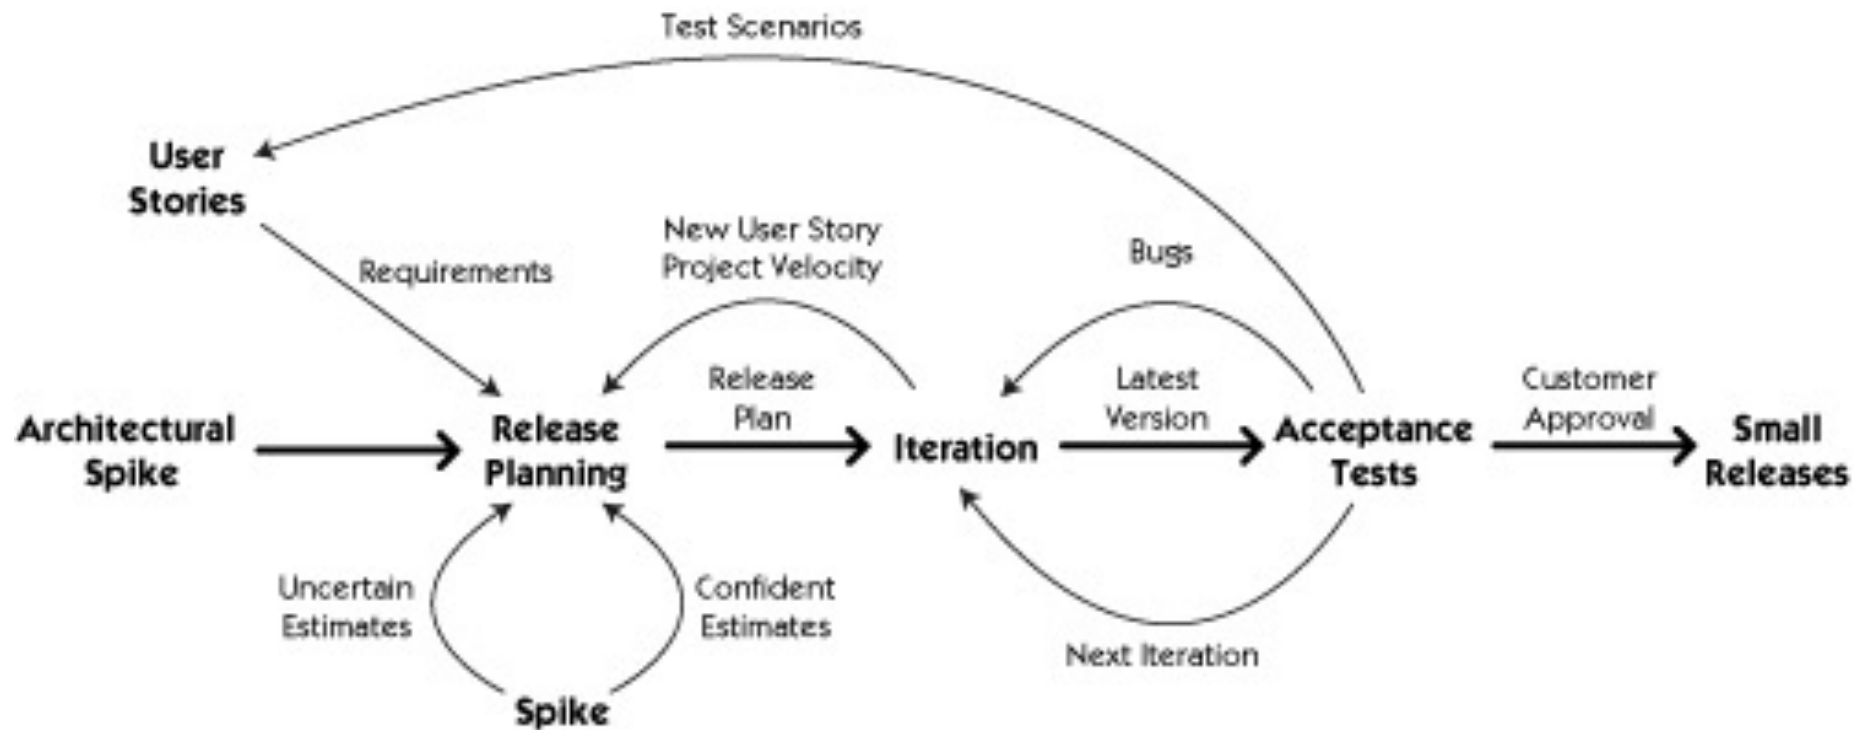 Test Scenarios
User
Stories
New User Story
Project Velocity
Requirements
Bugs
Architectural
Spike
Release
Planning
Release
Plan
Iteration
Latest
Version
Acceptance
Tests
Customer
Approval
Small
Releases
Uncertain
Estimates
Confident
Estimates
Next Iteration
Spike